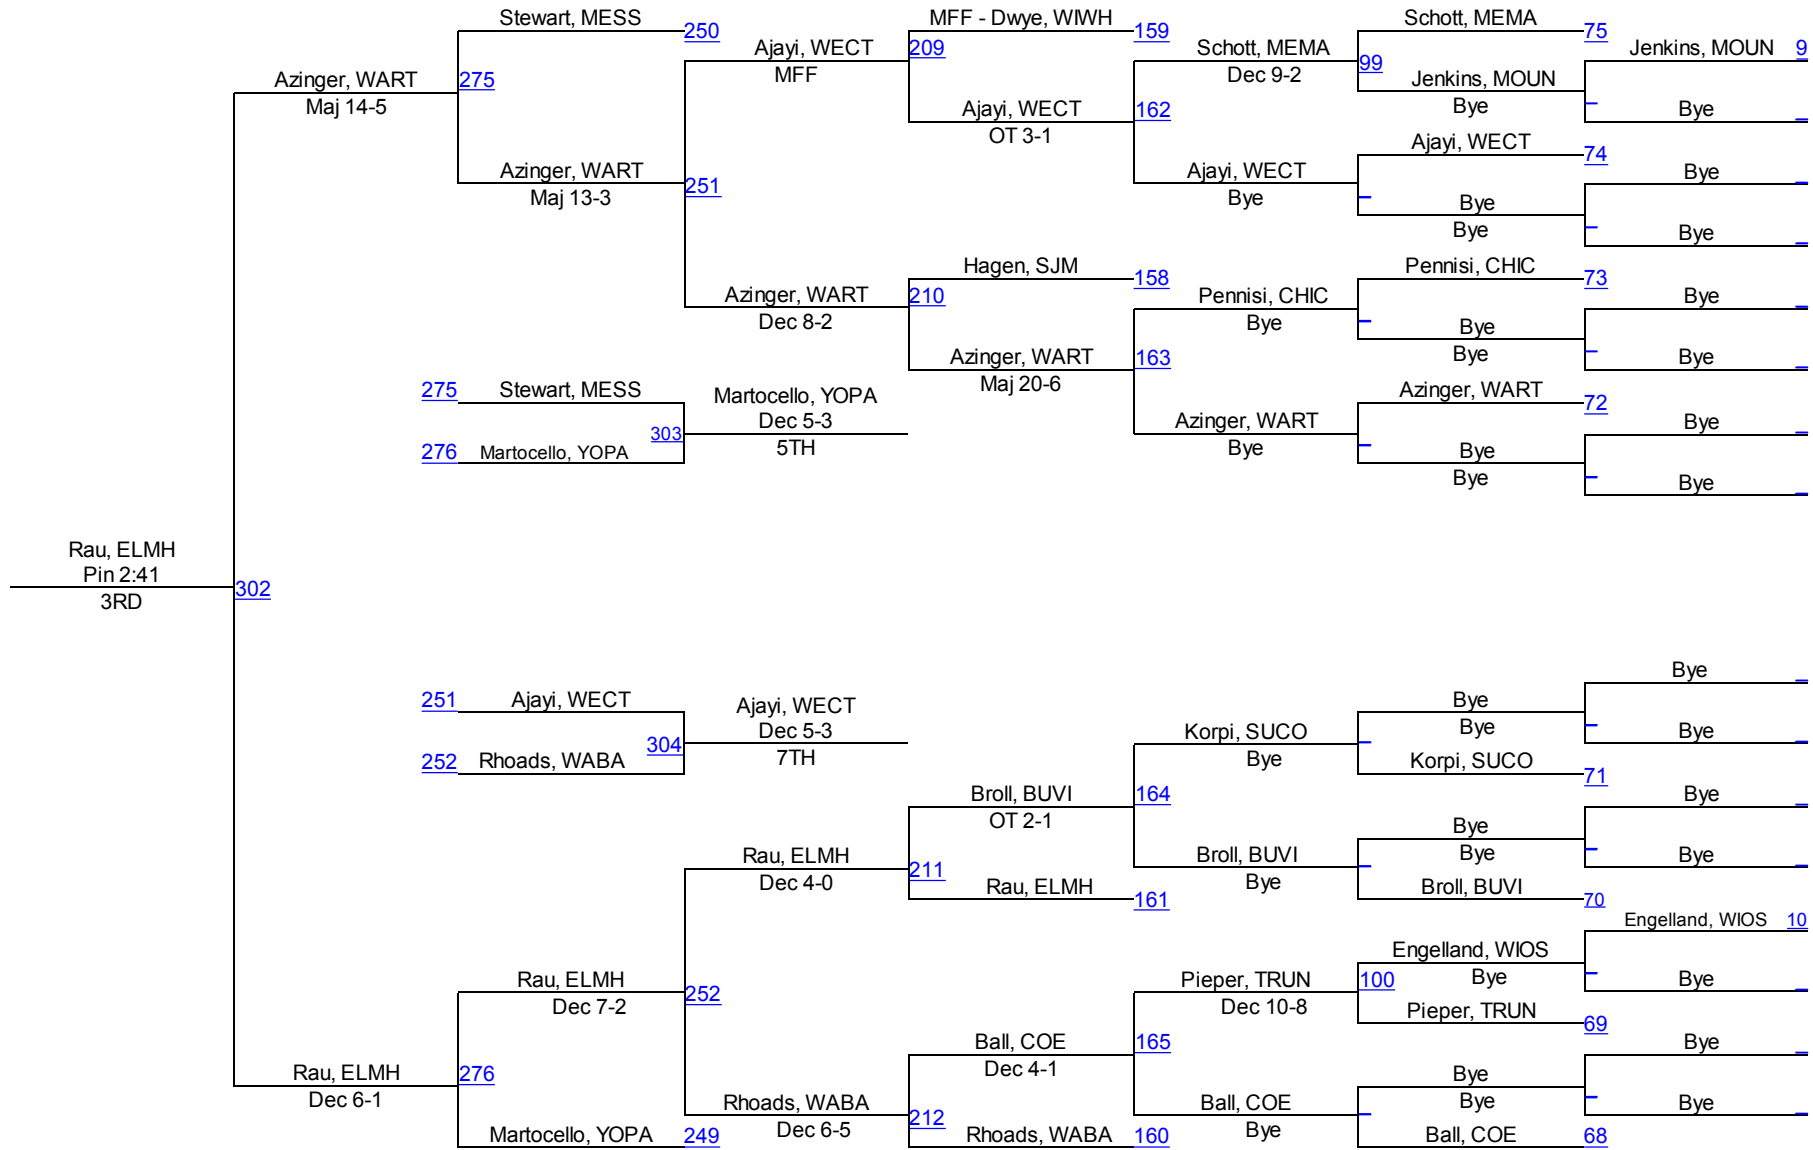 Stewart, MESS
250
MFF - Dwye, WIWH
159
Schott, MEMA
75
Ajayi, WECT
MFF
209
Schott, MEMA
Dec 9-2
99
Jenkins, MOUN
9
Azinger, WART
Maj 14-5
275
Jenkins, MOUN
Bye
Bye
Ajayi, WECT
OT 3-1
162
Ajayi, WECT
74
Azinger, WART
Maj 13-3
251
Ajayi, WECT
Bye
Bye
Bye
Bye
Bye
Hagen, SJM
158
Pennisi, CHIC
73
Azinger, WART
Dec 8-2
210
Pennisi, CHIC
Bye
Bye
Bye
Bye
Bye
Azinger, WART
Maj 20-6
163
275
Stewart, MESS
Martocello, YOPA
Dec 5-3
5TH
303
276
Martocello, YOPA
Azinger, WART
72
Azinger, WART
Bye
Bye
Bye
Bye
Bye
Rau, ELMH
Pin 2:41
3RD
302
251
Ajayi, WECT
Ajayi, WECT
Dec 5-3
7TH
304
252
Rhoads, WABA
Bye
Bye
Bye
Bye
Korpi, SUCO
Bye
Korpi, SUCO
71
Broll, BUVI
OT 2-1
164
Bye
Bye
Bye
Bye
Rau, ELMH
Dec 4-0
211
Broll, BUVI
Bye
Rau, ELMH
161
Broll, BUVI
70
Engelland, WIOS
10
Engelland, WIOS
Bye
Bye
Rau, ELMH
Dec 7-2
252
Pieper, TRUN
Dec 10-8
100
Pieper, TRUN
69
Ball, COE
Dec 4-1
165
Bye
Rau, ELMH
Dec 6-1
276
Bye
Bye
Bye
Rhoads, WABA
Dec 6-5
212
Ball, COE
Bye
Martocello, YOPA
249
Rhoads, WABA
160
Ball, COE
68